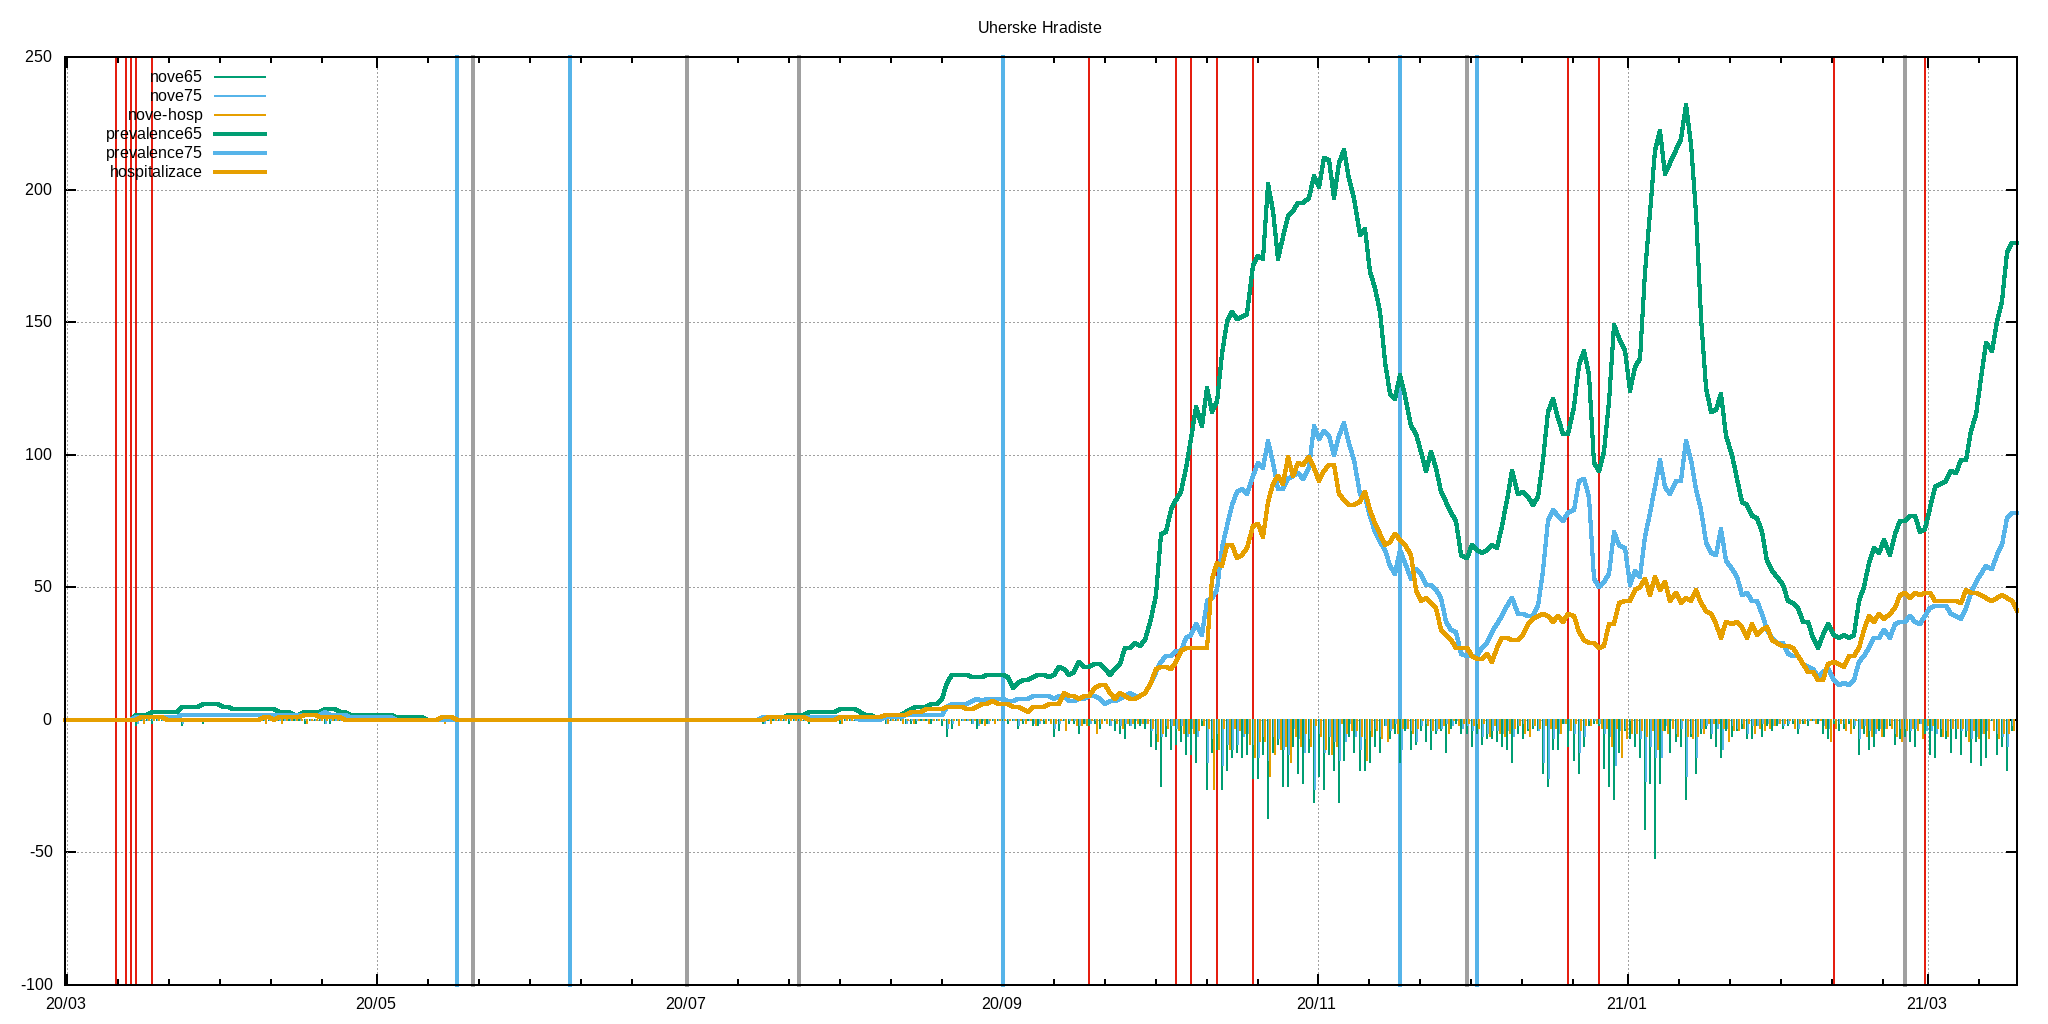 Uherske Hradiste
250
200
150
100
50
0
-50
-100
nove65
nove75
nove-hosp
prevalence65
prevalence75
hospitalizace
20/03 20/05 20/07 20/09 20/11 21/01 21/03